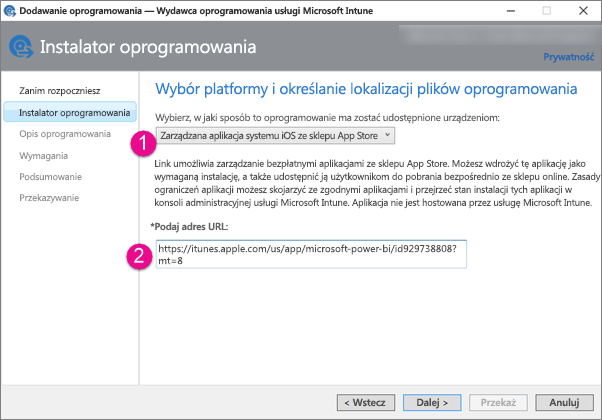 Dodawanie oprogramowania — Wydawca oprogramowania usługi Microsoft Intune
Instalator oprogramowania
Prywatność
Zanim rozpoczniesz
Instalator oprogramowania
Opis oprogramowania
Wymagania
Podsumowanie
Przekazywanie
Wybór platformy i określanie lokalizacji plików oprogramowania
Wybierz, w jaki sposób to oprogramowanie ma zostać udostępnione urządzeniom:
1
Zarządzana aplikacja systemu iOS ze sklepu App Store
Link umożliwia zarządzanie bezpłatnymi aplikacjami ze sklepu App Store. Możesz wdrożyć tę aplikację jako
wymaganą instalację, a także udostępnić ją użytkownikom do pobrania bezpośrednio ze sklepu online. Zasady
ograniczeń aplikacji możesz skojarzyć ze zgodnymi aplikacjami i przejrzeć stan instalacji tych aplikacji w
konsoli administracyjnej usługi Microsoft Intune. Aplikacja nie jest hostowana przez usługę Microsoft Intune.
*Podaj adres URL:
2
https://itunes.apple.com/us/app/microsoft-power-bi/id929738808?
mt=8
< Wstecz
Dalej >
Przekaż
Anuluj